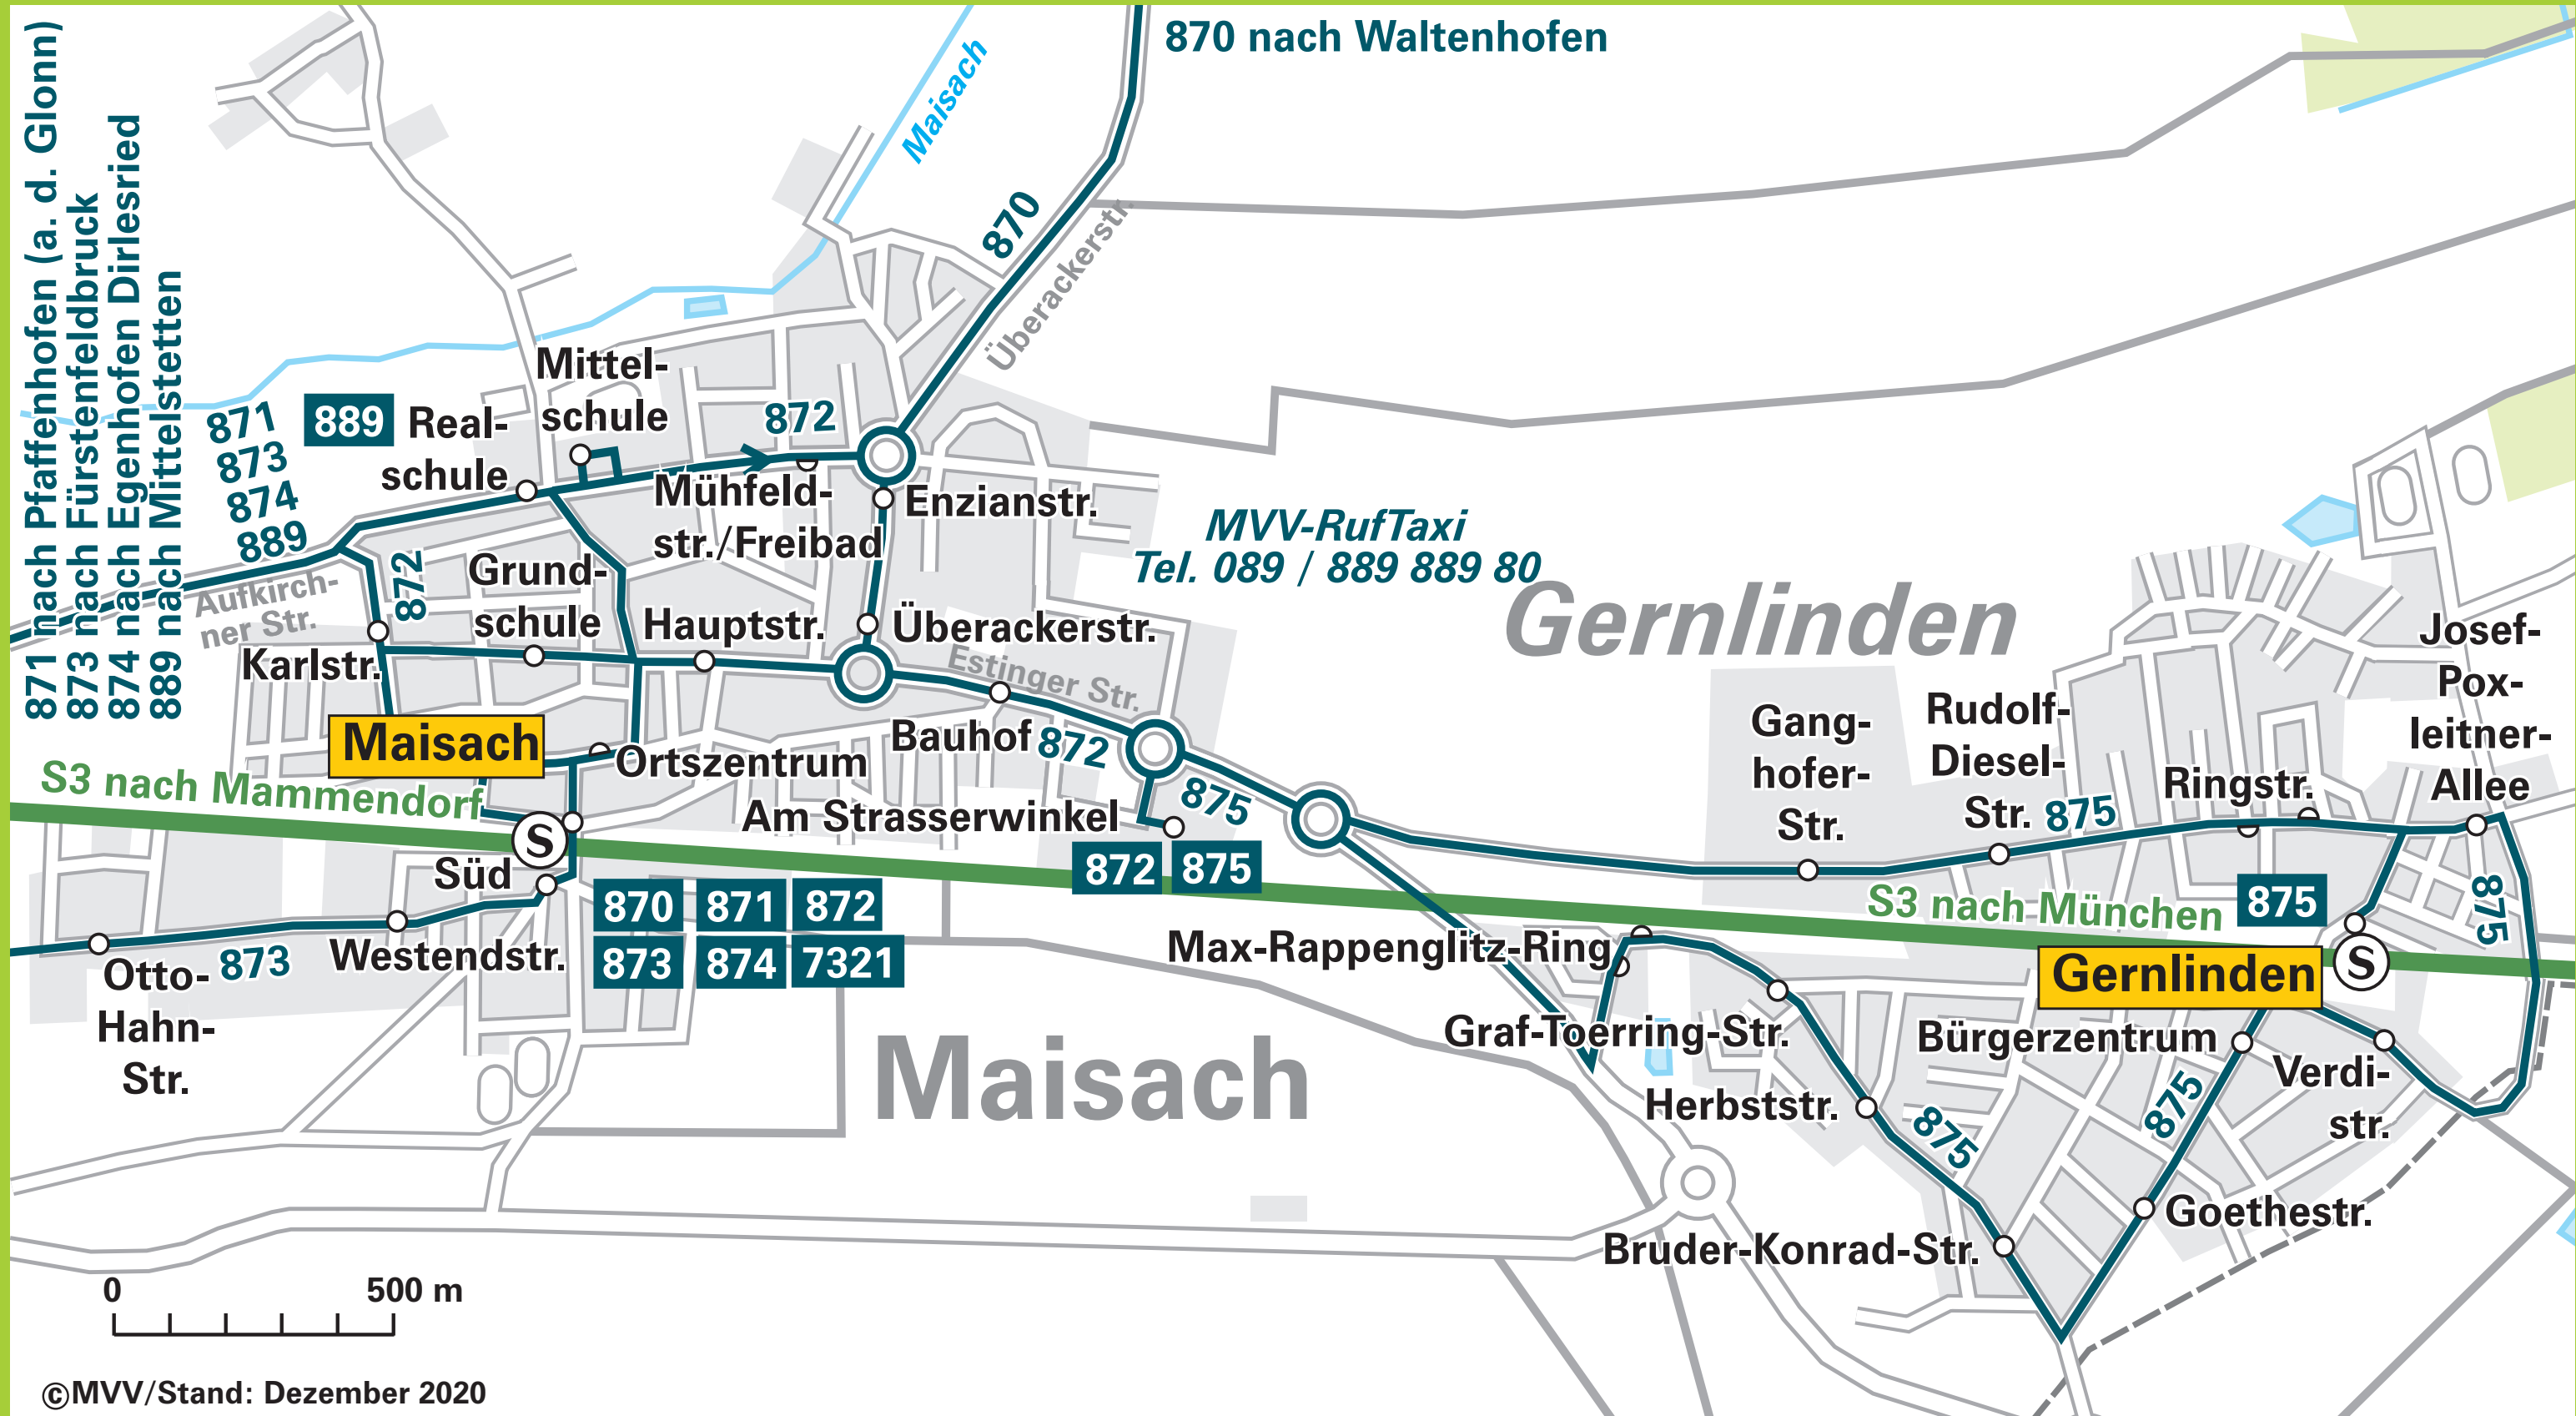 871 nach Pfaffenhofen (a. d. Glonn)
873 nach Fürstenfeldbruck
874 nach Egenhofen Dirlesried
889 nach Mittelstetten
870 nach Waltenhofen
Maisach
870
Überackerstr.
871
873
874
889
889
Real-
schule
Mittel-
schule
872
Mühfeld-
str./Freibad
Enzianstr.
MVV-RufTaxi
Tel. 089 / 889 889 80
Aufkirch-
ner Str.
872
Grund-
schule
Hauptstr.
Überackerstr.
Karlstr.
Estinger Str.
Gernlinden
Maisach
Ortszentrum
Bauhof
872
875
Am Strasserwinkel
872
875
S3 nach Mammendorf
S
Süd
870
871
872
873
874
7321
Otto-
Hahn-
Str.
873
Westendstr.
Maisach
Gang-
hofer-
Str.
Rudolf-
Diesel-
Str.
875
Ringstr.
Josef-
Pox-
leitner-
Allee
875
S3 nach München
875
Gernlinden
S
Max-Rappenglitz-Ring
Graf-Toerring-Str.
Herbststr.
875
Bürgerzentrum
875
Verdi-
str.
Goethestr.
Bruder-Konrad-Str.
0
500 m
©MVV/Stand: Dezember 2020